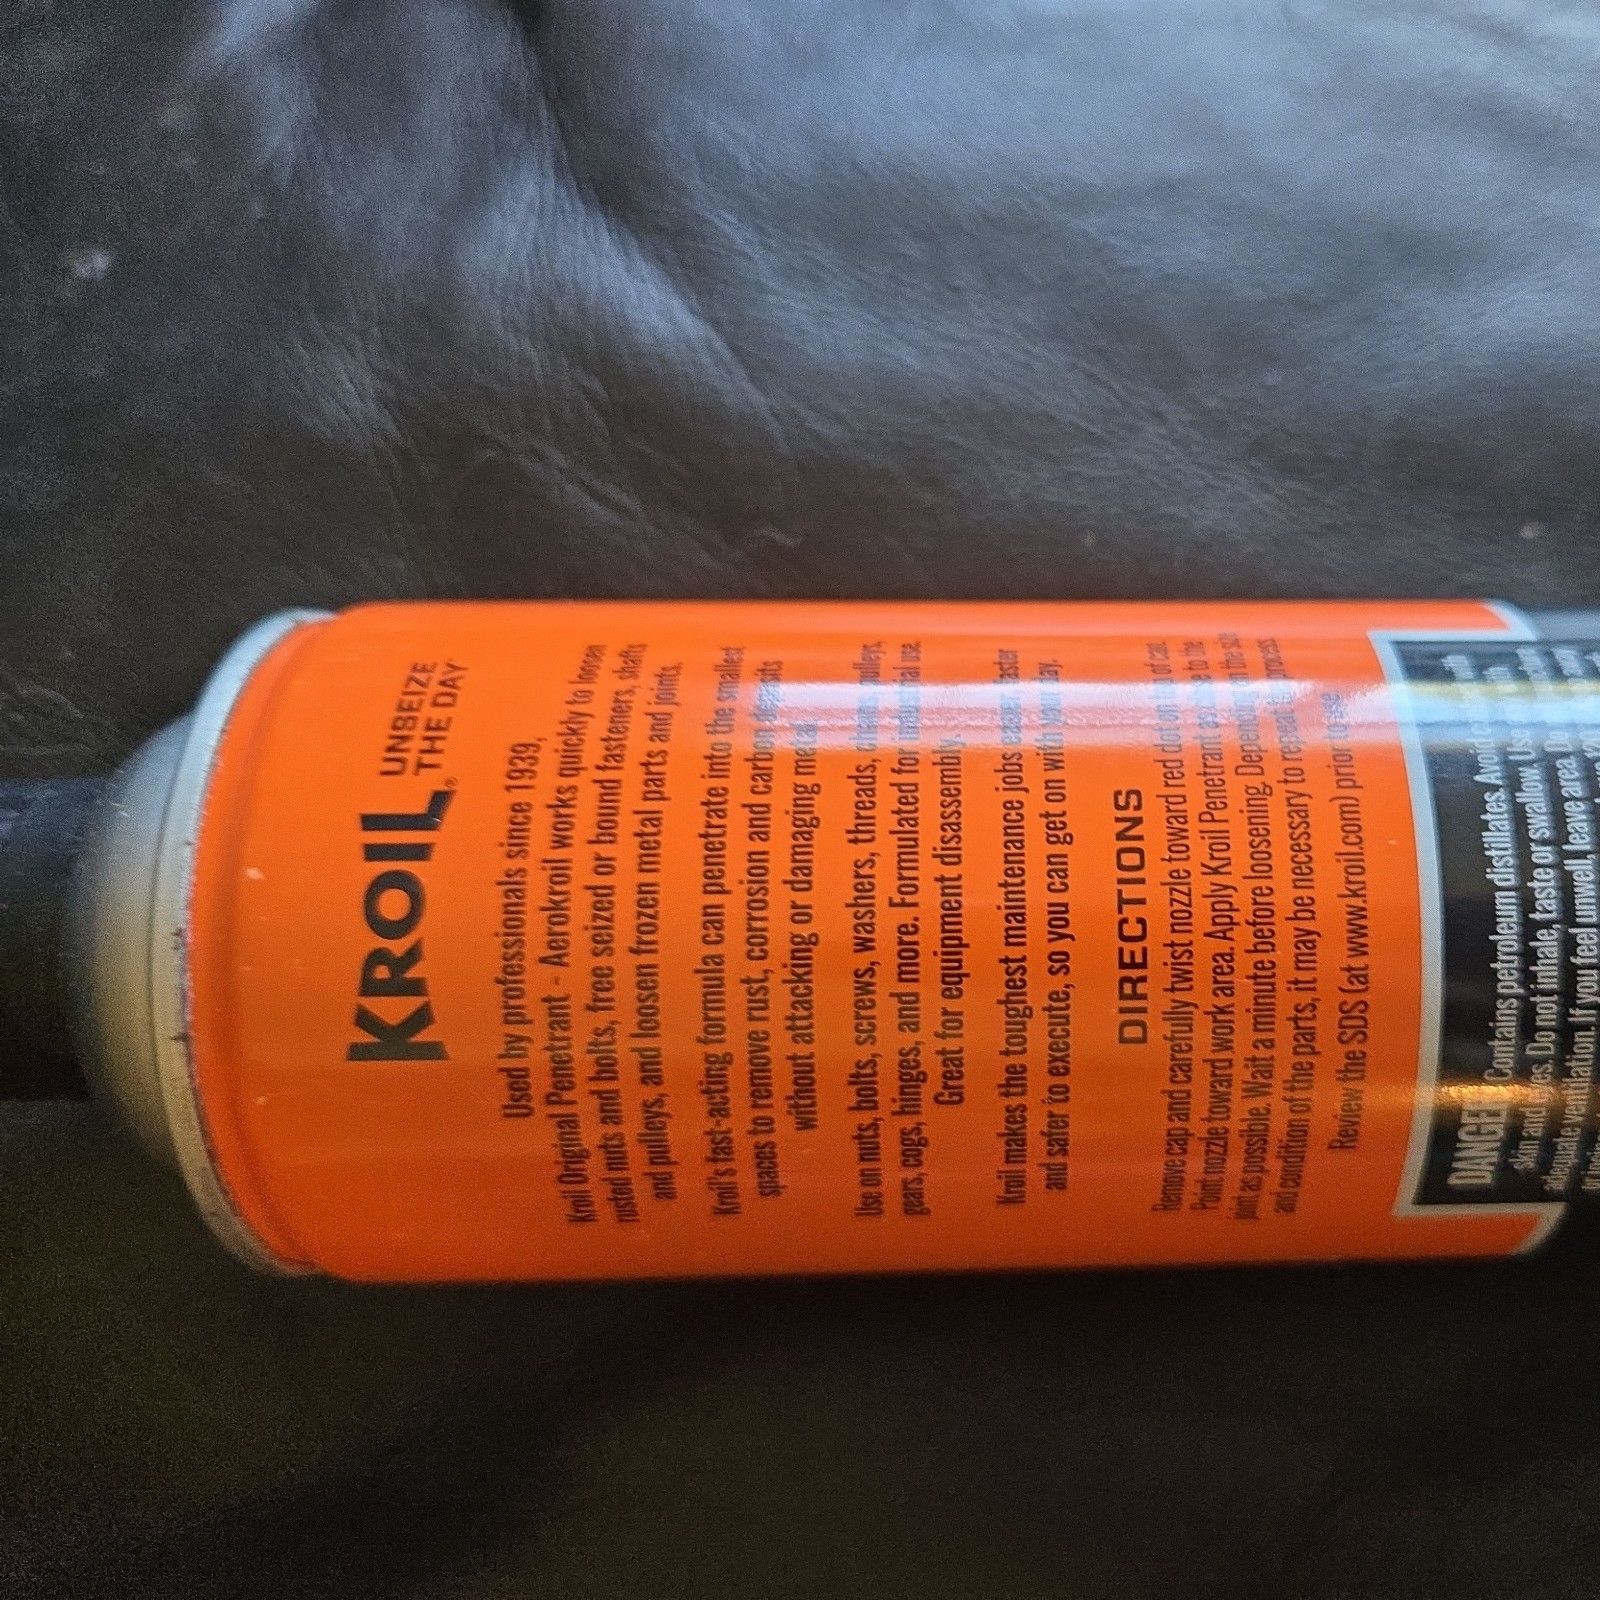 KROIL®
UNSEIZE
THE DAY
Used by professionals since 1939,
Kroil Original Penetrant - Aerokroil works quickly to loosen
rusted nuts and bolts, free seized or bound fasteners, shafts
and pulleys, and loosen frozen metal parts and joints.
Kroil's fast-acting formula can penetrate into the smallest
spaces to remove rust, corrosion and carbon deposits
without attacking or damaging metal.
Use on nuts, bolts, screws, washers, threads, chains, pulleys,
gears, cogs, hinges, and more. Formulated for industrial use.
Great for equipment disassembly.
Kroil makes the toughest maintenance jobs easier, faster
and safer to execute, so you can get on with your day.
DIRECTIONS
Remove cap and carefully twist nozzle toward red dot on top of can.
Point nozzle toward work area. Apply Kroil Penetrant as close to the
joint as possible. Wait a minute before loosening. Depending on the size
and condition of the parts, it may be necessary to repeat the process.
Review the SDS (at www.kroil.com) prior to use
DANGER: Contains petroleum distillates. Avoid contact with
skin and eyes. Do not inhale, taste or swallow. Use
adequate ventilation. If you feel unwell, leave area. Do